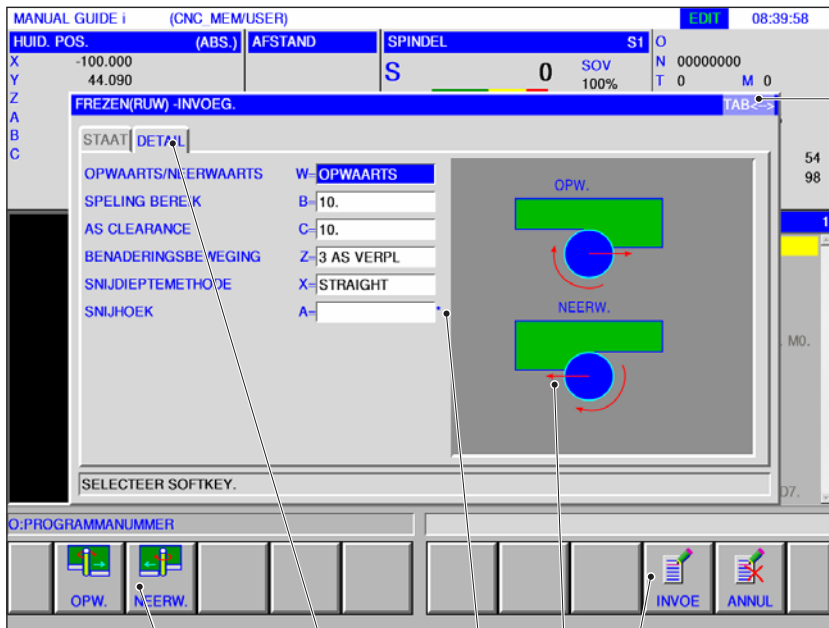 MANUAL GUIDE i (CNC_MEM/USER) EDIT 08:39:58
HUID. POS. (ABS.) AFSTAND SPINDEL S1 O
X -100.000 S 0 SOV N 00000000
Y 44.090 100% T 0 M 0
Z FREZEN(RUW) -INVOEG. TAB<->
A
B STAAT DETAIL
C 54
98
OPWAARTS/NEERWAARTS W= OPWAARTS
SPELING BEREIK B= 10.
AS CLEARANCE C= 10.
BENADERINGSBEWEGING Z= 3 AS VERPL
SNIJDIEPTEMETHODE X= STRAIGHT
SNIJHOEK A= *
OPW.
NEERW.
1
M0.
SELECTEER SOFTKEY.
D7.
O:PROGRAMMANUMMER
OPW. NEERW. INVOE ANNUL